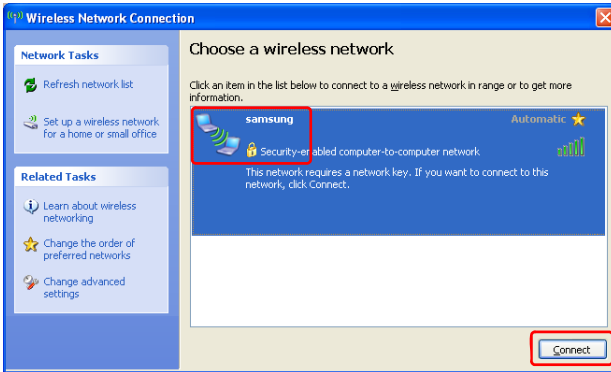 Wireless Network Connection
Network Tasks
Refresh network list
Set up a wireless network
for a home or small office
Related Tasks
Learn about wireless
networking
Change the order of
preferred networks
Change advanced
settings
Choose a wireless network
Click an item in the list below to connect to a wireless network in range or to get more
information.
samsung
Automatic
Security-enabled computer-to-computer network
This network requires a network key. If you want to connect to this
network, click Connect.
Connect